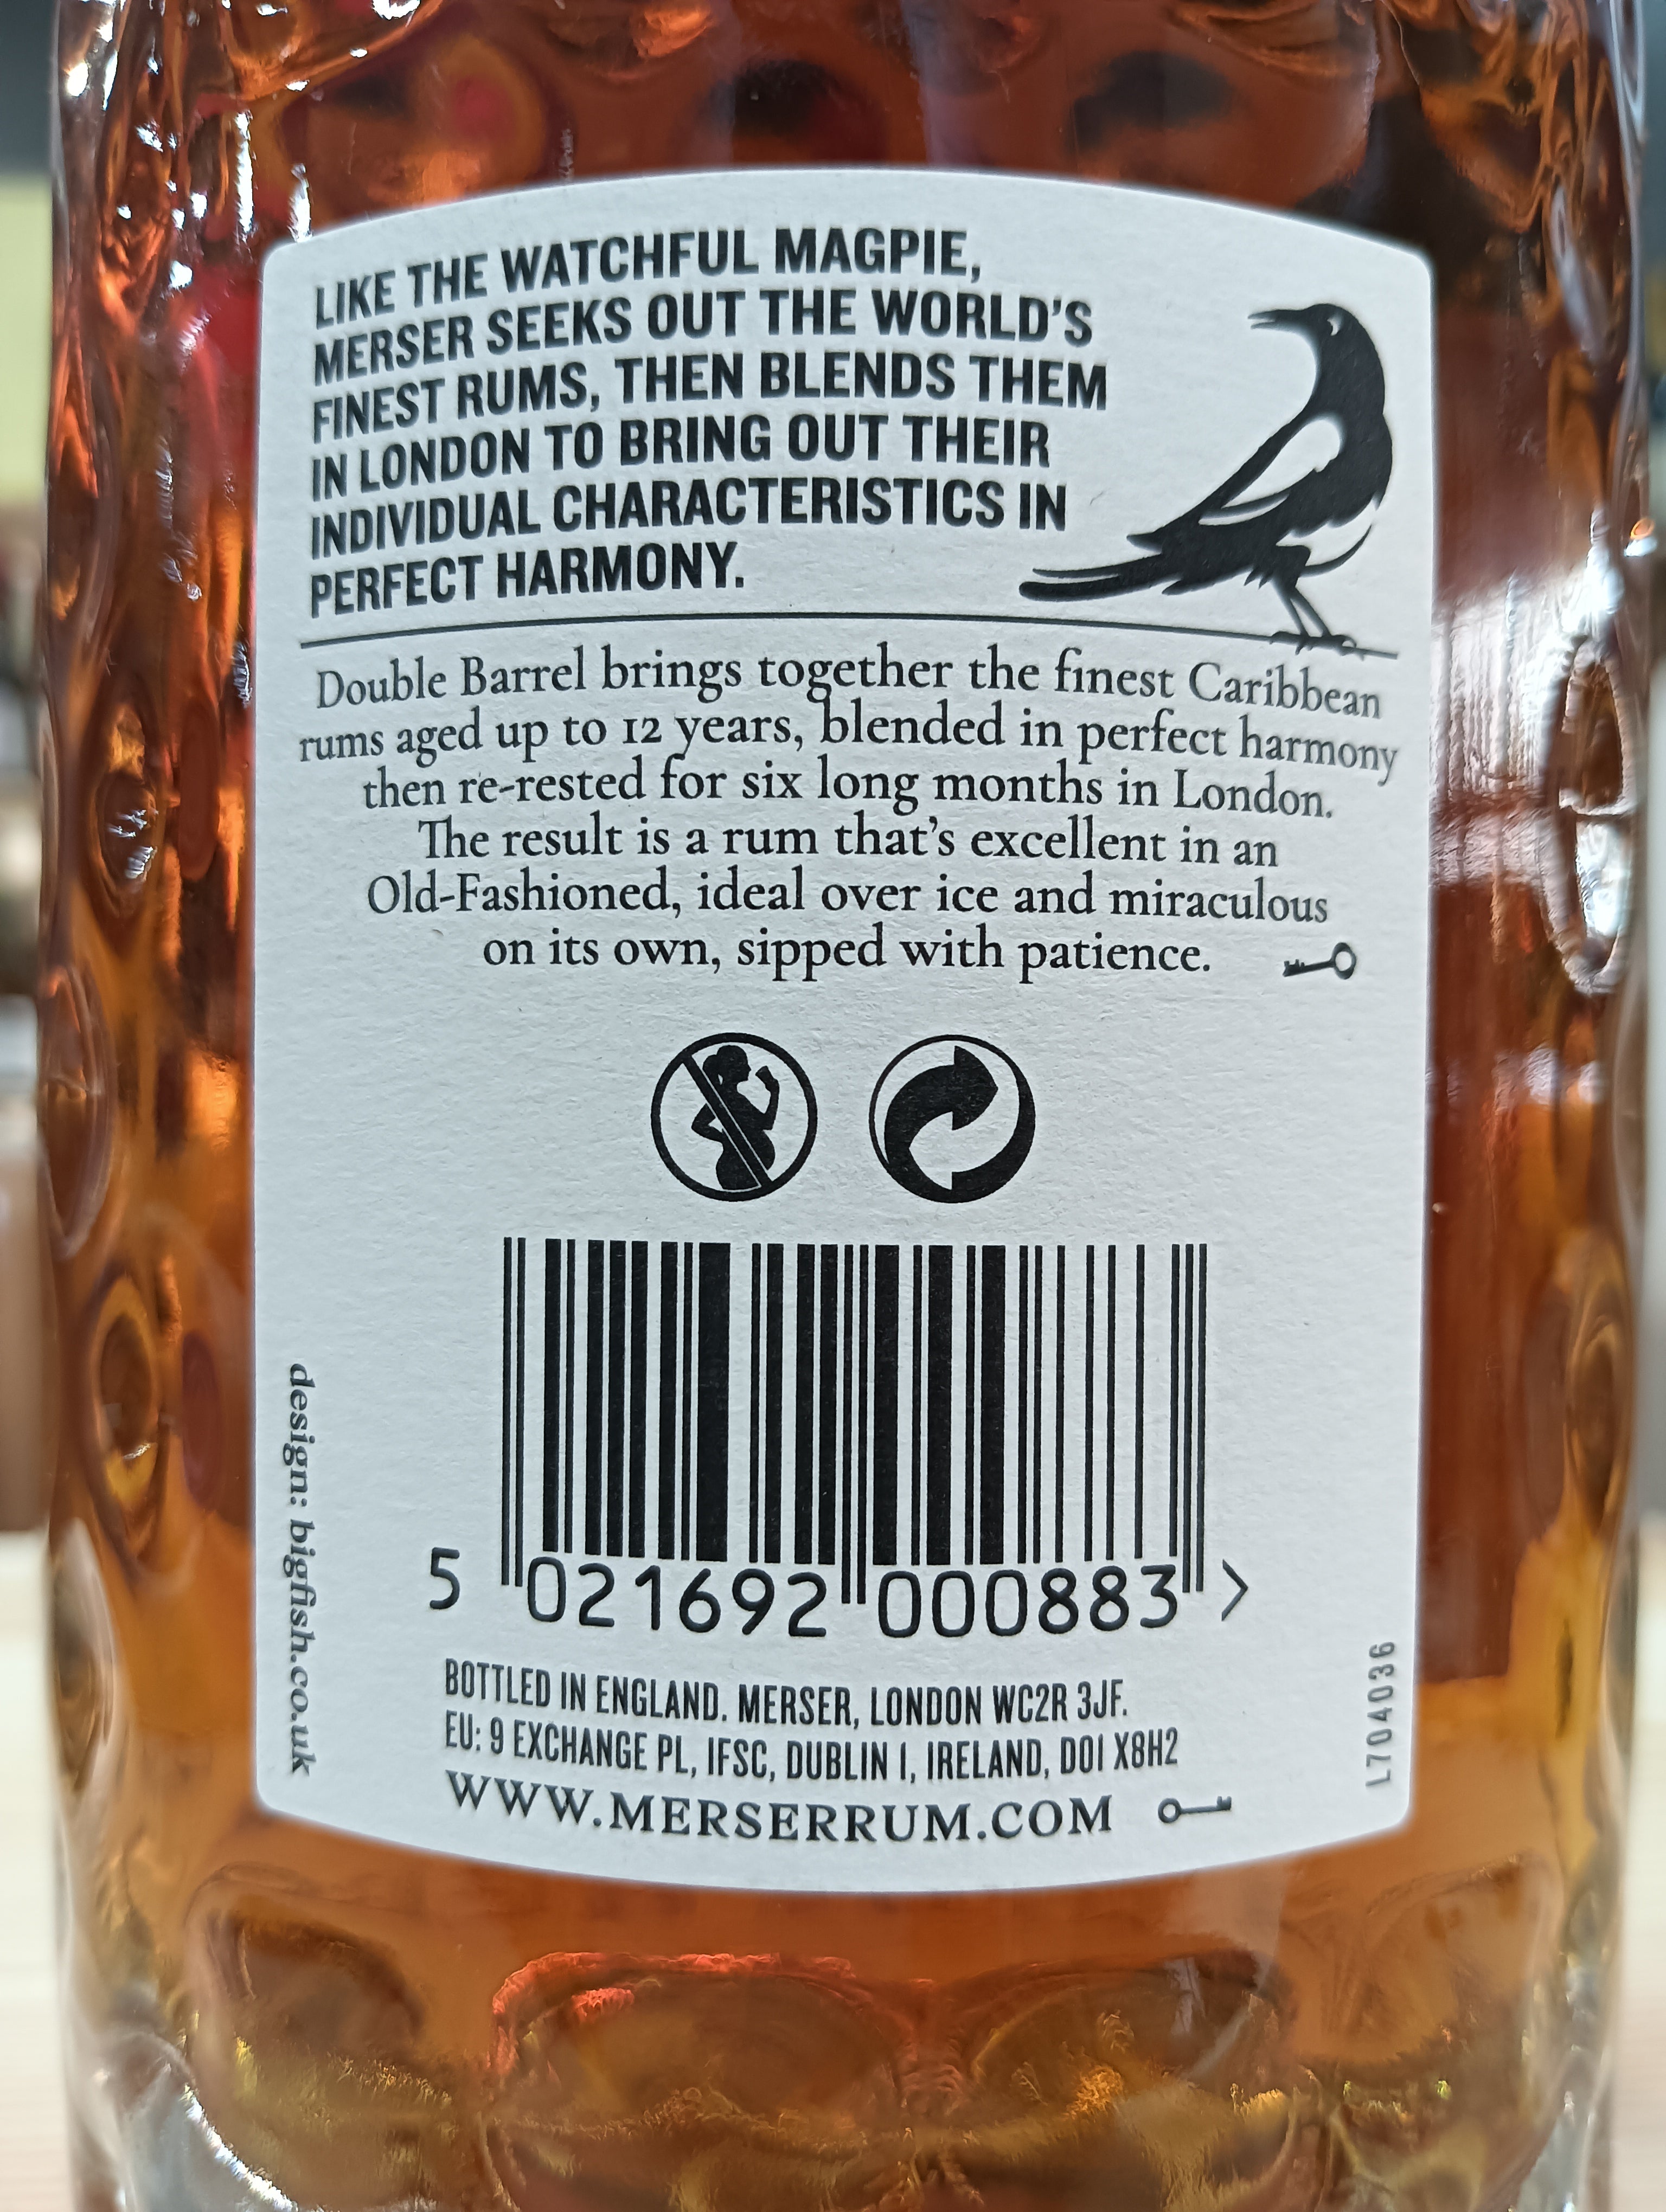 LIKE THE WATCHFUL MAGPIE,
MERSER SEEKS OUT THE WORLD'S
FINEST RUMS, THEN BLENDS THEM
IN LONDON TO BRING OUT THEIR
INDIVIDUAL CHARACTERISTICS IN
PERFECT HARMONY.
Double Barrel brings together the finest Caribbean
rums aged up to 12 years, blended in perfect harmony
then re-rested for six long months in London.
The result is a rum that's excellent in an
Old-Fashioned, ideal over ice and miraculous
on its own, sipped with patience.
design: bigfish.co.uk
5 021692 000883 >
BOTTLED IN ENGLAND. MERSER, LONDON WC2R 3JF.
EU: 9 EXCHANGE PL, IFSC, DUBLIN 1, IRELAND, D01 X8H2
WWW.MERSERRUM.COM
L704036